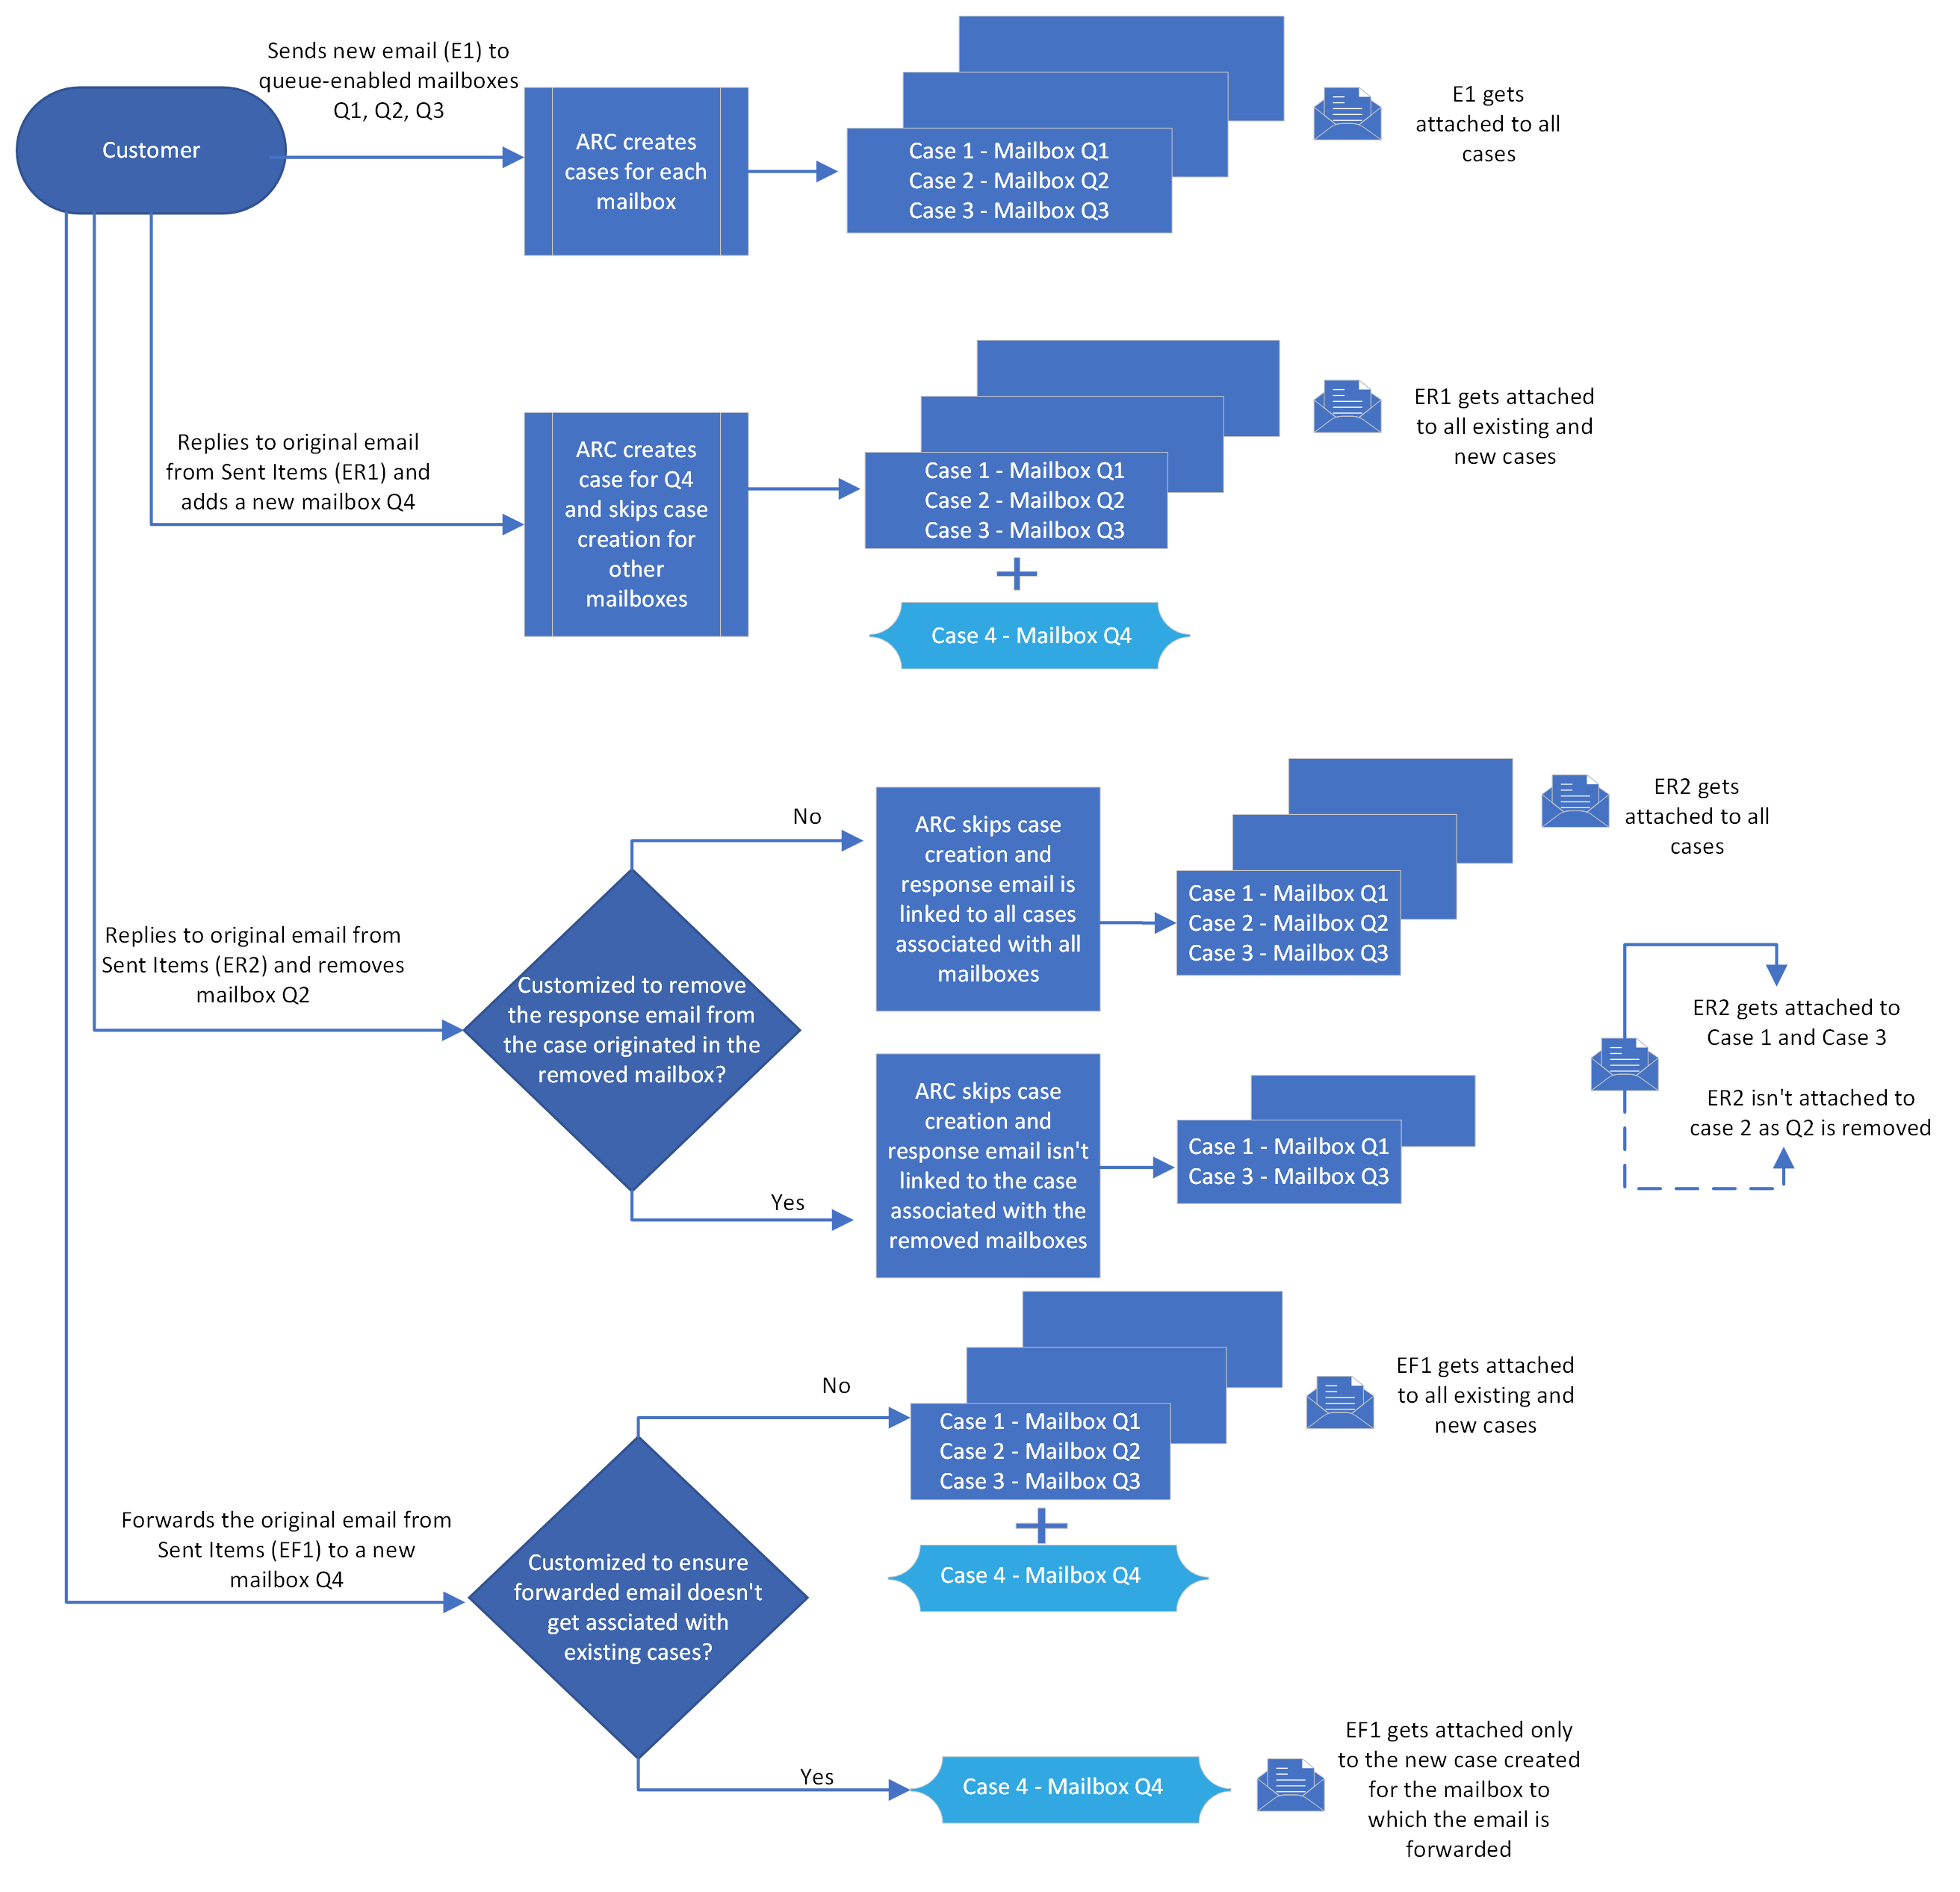 Sends new email (E1) to
queue-enabled mailboxes
Q1, Q2, Q3
Customer
ARC creates
cases for each
mailbox
Case 1 - Mailbox Q1
Case 2 - Mailbox Q2
Case 3 - Mailbox Q3
E1 gets
attached to all
cases
Replies to original email
from Sent Items (ER1) and
adds a new mailbox Q4
ARC creates
case for Q4
and skips case
creation for
other
mailboxes
Case 1 - Mailbox Q1
Case 2 - Mailbox Q2
Case 3 - Mailbox Q3
Case 4 - Mailbox Q4
ER1 gets attached
to all existing and
new cases
Replies to original email from
Sent Items (ER2) and removes
mailbox Q2
Customized to remove
the response email from
the case originated in the
removed mailbox?
No
ARC skips case
creation and
response email is
linked to all cases
associated with all
mailboxes
Case 1 - Mailbox Q1
Case 2 - Mailbox Q2
Case 3 - Mailbox Q3
ER2 gets
attached to all
cases
Yes
ARC skips case
creation and
response email isn't
linked to the case
associated with the
removed mailboxes
Case 1 - Mailbox Q1
Case 3 - Mailbox Q3
ER2 gets attached to
Case 1 and Case 3
ER2 isn't attached to
case 2 as Q2 is removed
Forwards the original email from
Sent Items (EF1) to a new
mailbox Q4
Customized to ensure
forwarded email doesn't
get assciated with
existing cases?
No
Case 1 - Mailbox Q1
Case 2 - Mailbox Q2
Case 3 - Mailbox Q3
Case 4 - Mailbox Q4
EF1 gets attached
to all existing and
new cases
Yes
Case 4 - Mailbox Q4
EF1 gets attached only
to the new case created
for the mailbox to
which the email is
forwarded